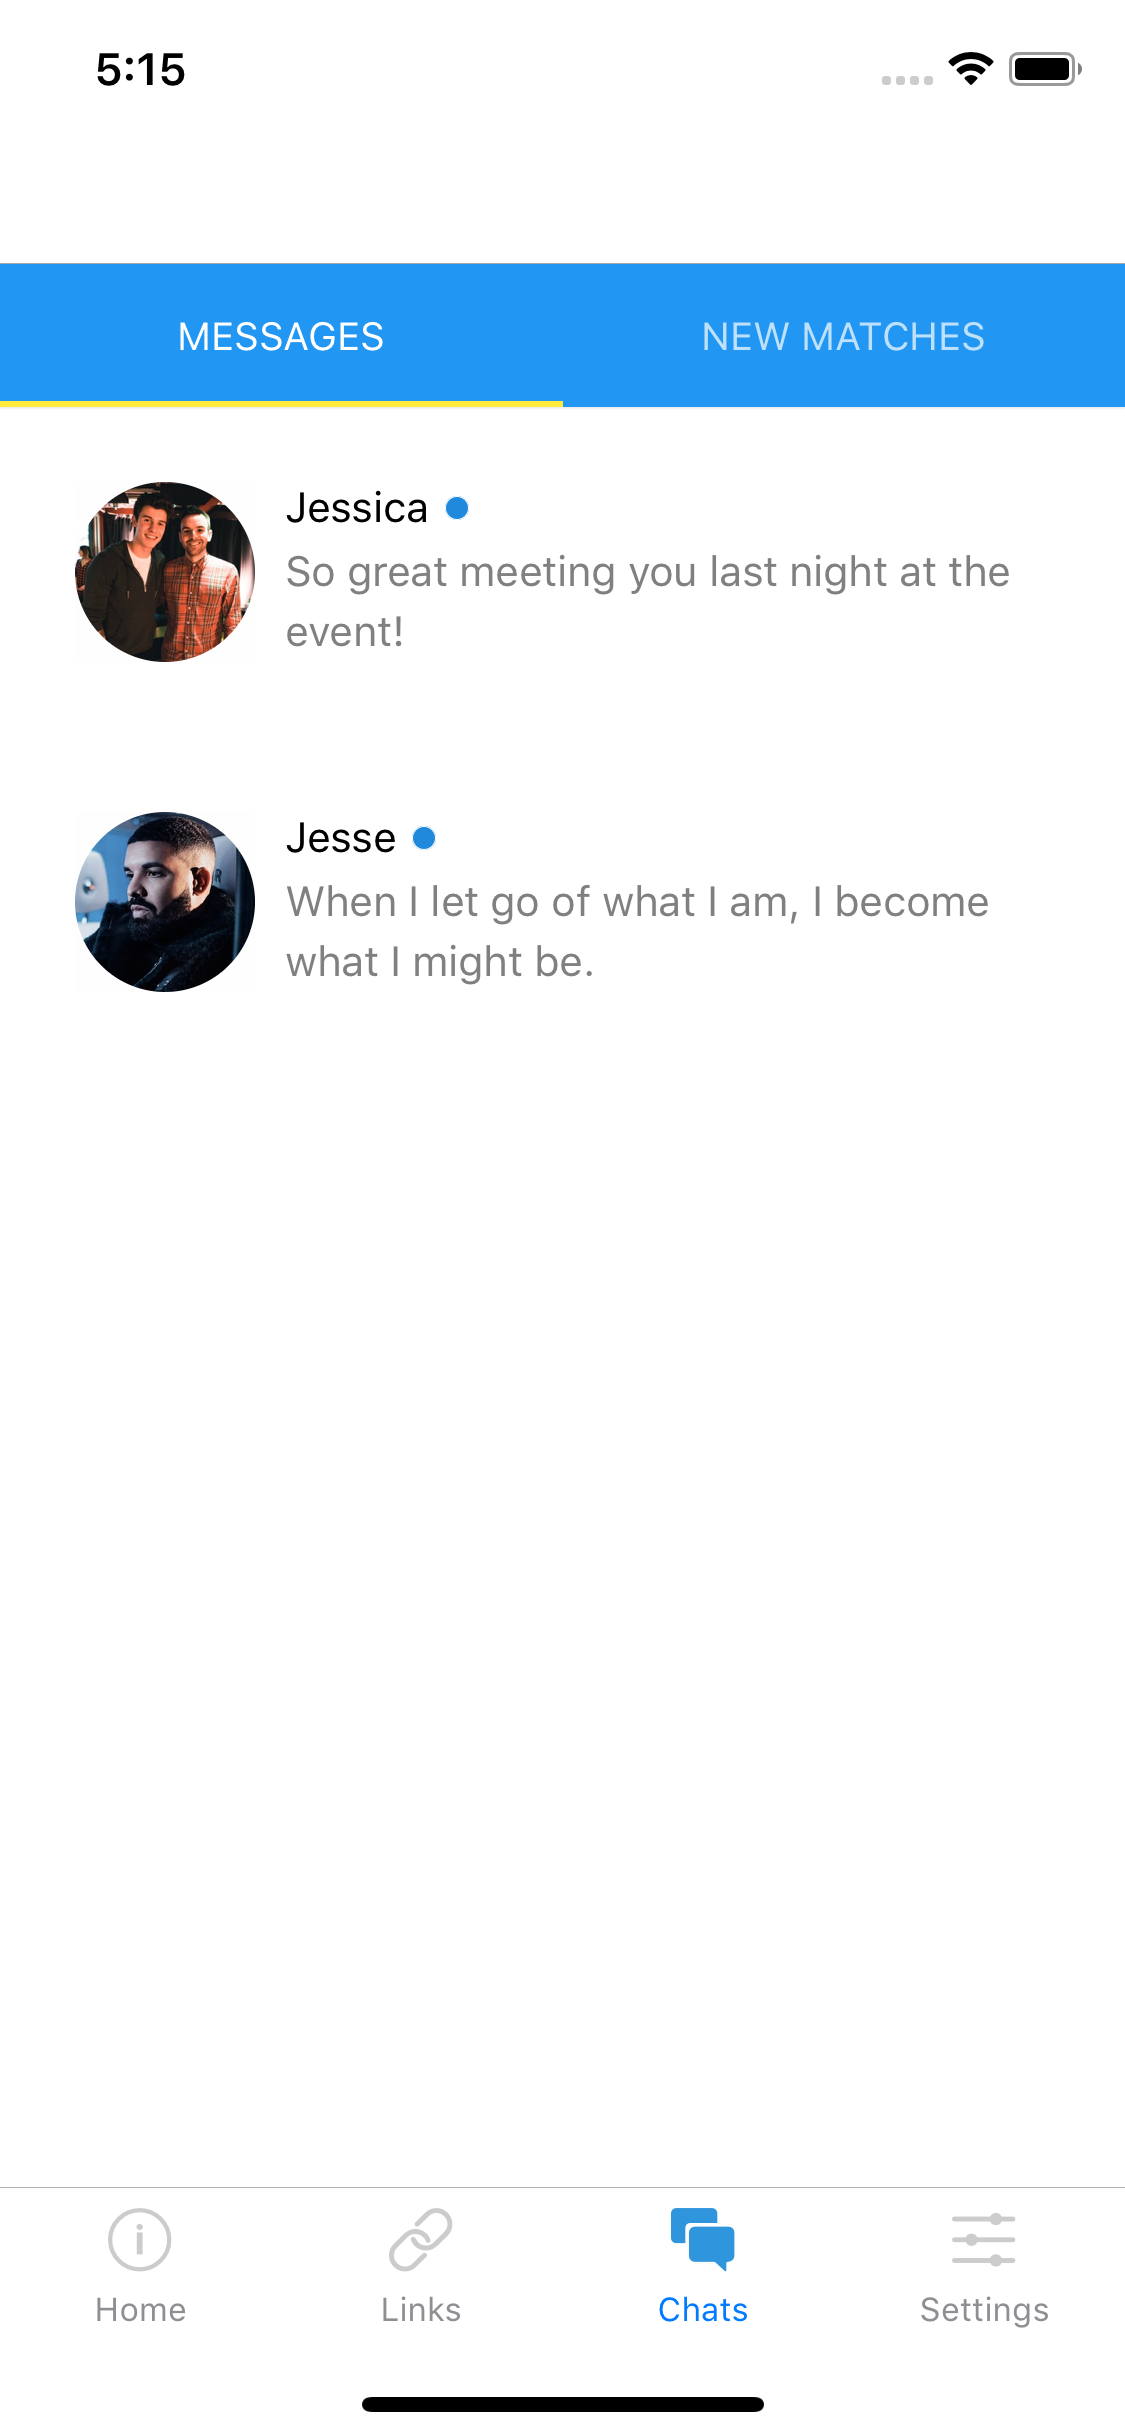 5:15
MESSAGES
NEW MATCHES
Jessica
So great meeting you last night at the
event!
Jesse
When I let go of what I am, I become
what I might be.
Home
Links
Chats
Settings